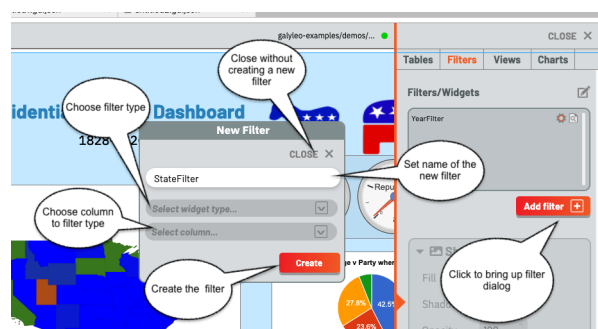 galyleo-examples/demos/...
CLOSE
Tables
Filters
Views
Charts
Close without
creating a new
filter
Filters/Widgets
Choose filter type
Dashboard
New Filter
YearFilter
1828
CLOSE
StateFilter
Set name of the
new filter
Select widget type...
Add filter
Choose column
to filter type
Select column...
Create
Create the filter
Click to bring up filter
dialog
Fill
27.8%
42.5%
23.6%